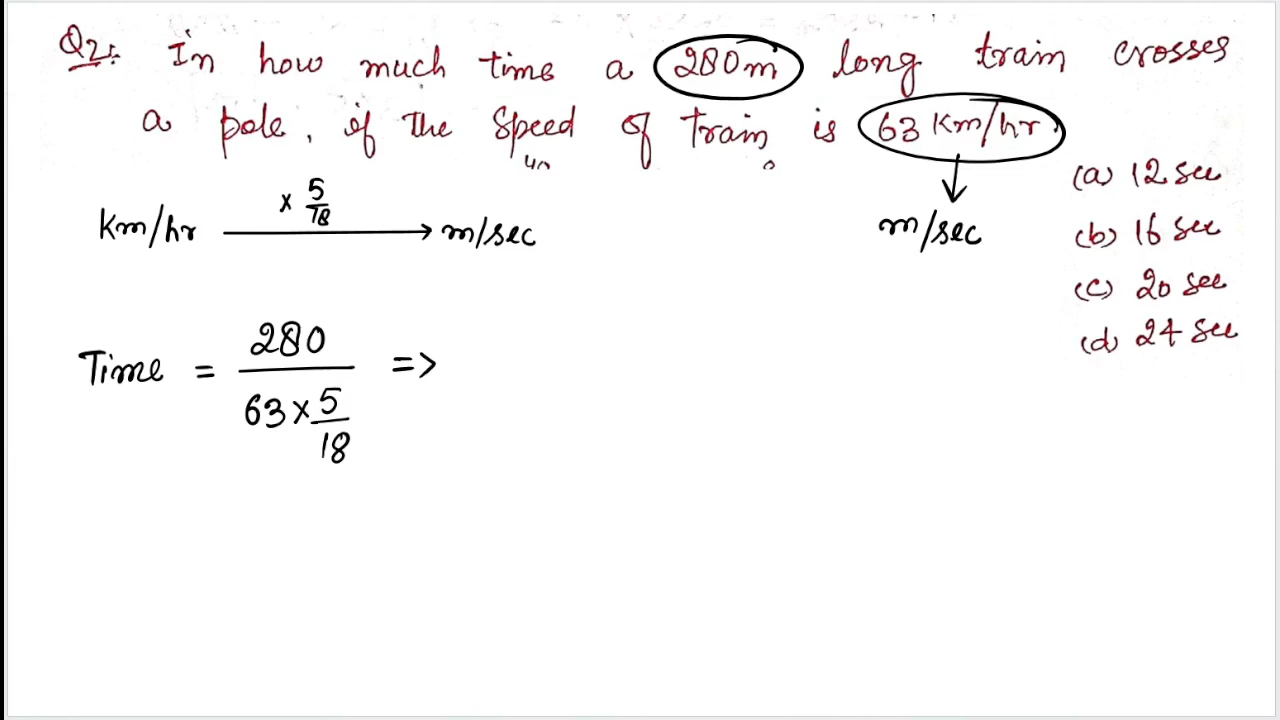 Q2: In how much time a 280m long train crosses
a pole, if the Speed of train is 63 Km/hr
(a) 12 sec
(b) 16 sec
(c) 20 sec
(d) 24 sec
Km/hr × 5/18 → m/sec
m/sec
Time = 280 / 63 × 5/18 =>